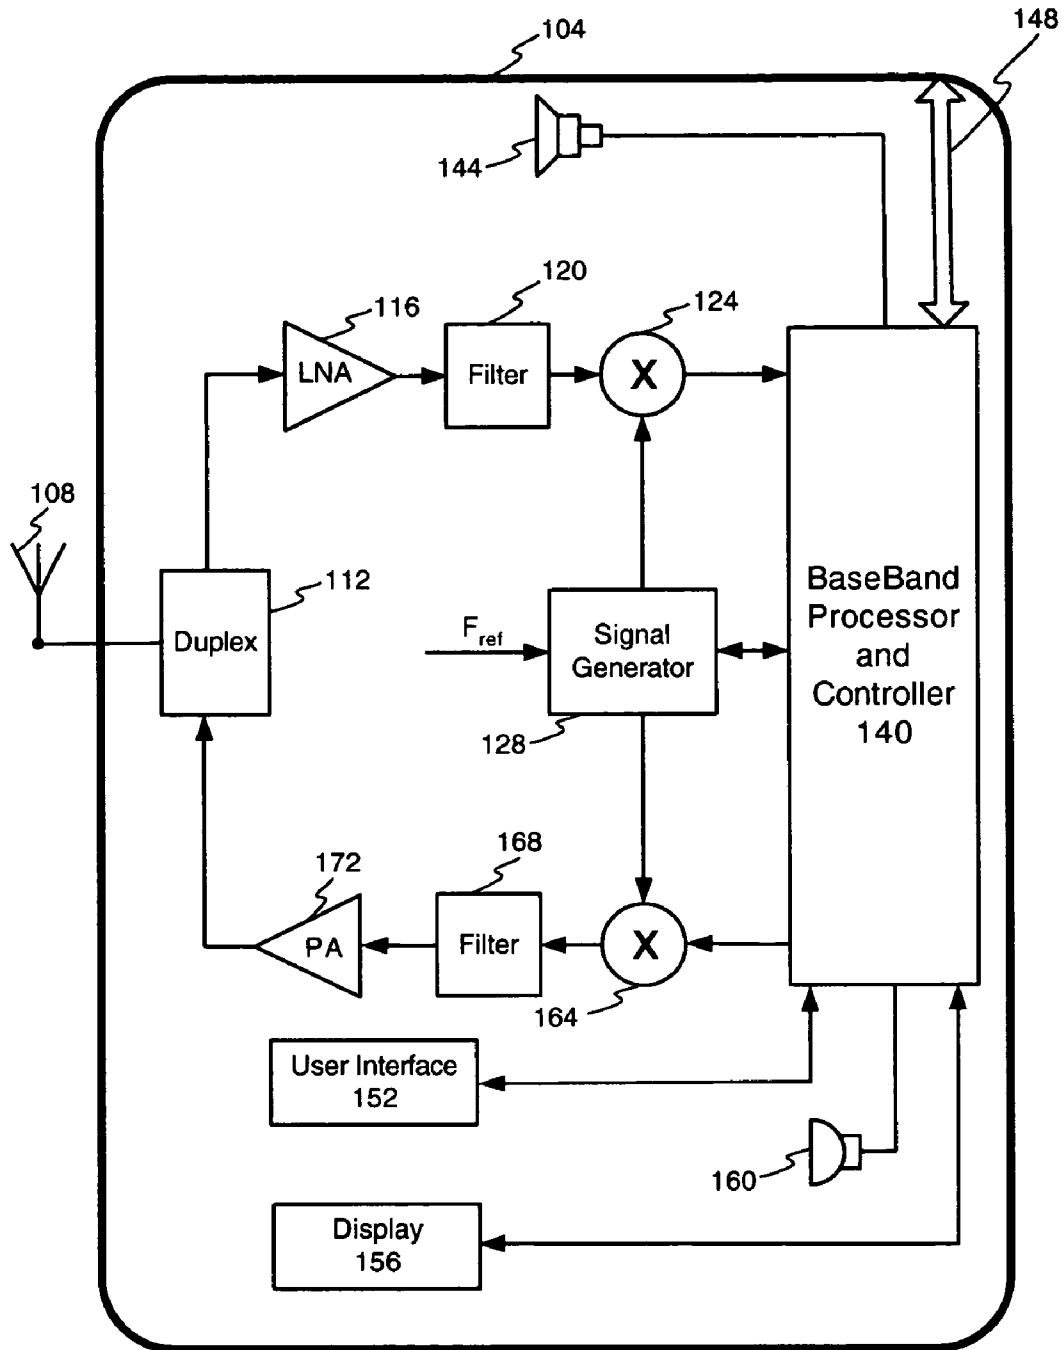 104
148
144
120
116
124
LNA
Filter
X
108
112
Duplex
F_ref
Signal
Generator
128
BaseBand
Processor
and
Controller
140
172
168
PA
Filter
X
164
User Interface
152
160
Display
156